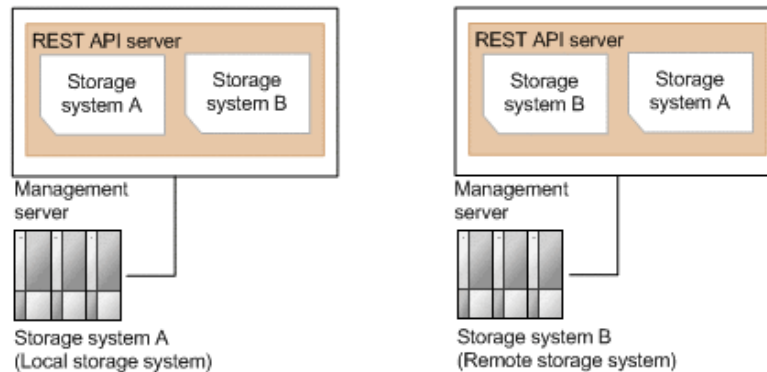 REST API server
Storage
system A
Storage
system B
Management
server
Storage system A
(Local storage system)
REST API server
Storage
system B
Storage
system A
Management
server
Storage system B
(Remote storage system)